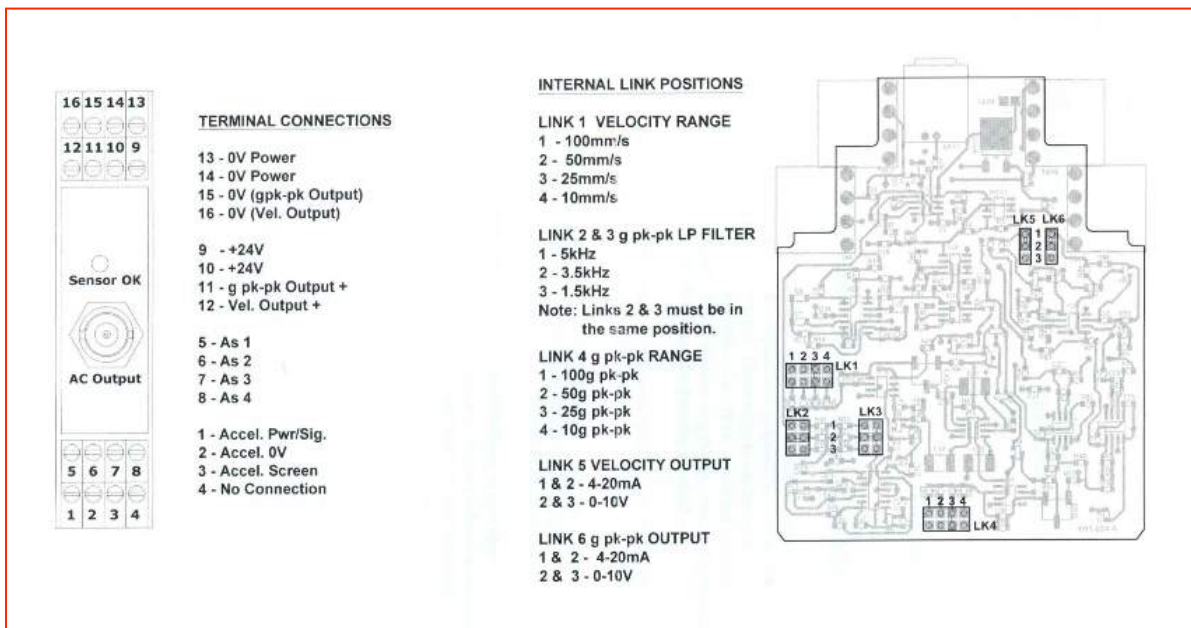 16 15 14 13
12 11 10 9
Sensor OK
AC Output
5 6 7 8
1 2 3 4
TERMINAL CONNECTIONS
13 - 0V Power
14 - 0V Power
15 - 0V (gpk-pk Output)
16 - 0V (Vel. Output)
9 - +24V
10 - +24V
11 - g pk-pk Output +
12 - Vel. Output +
5 - As 1
6 - As 2
7 - As 3
8 - As 4
1 - Accel. Pwr/Sig.
2 - Accel. 0V
3 - Accel. Screen
4 - No Connection
INTERNAL LINK POSITIONS
LINK 1 VELOCITY RANGE
1 - 100mm/s
2 - 50mm/s
3 - 25mm/s
4 - 10mm/s
LINK 2 & 3 g pk-pk LP FILTER
1 - 5kHz
2 - 3.5kHz
3 - 1.5kHz
Note: Links 2 & 3 must be in
the same position.
LINK 4 g pk-pk RANGE
1 - 100g pk-pk
2 - 50g pk-pk
3 - 25g pk-pk
4 - 10g pk-pk
LINK 5 VELOCITY OUTPUT
1 & 2 - 4-20mA
2 & 3 - 0-10V
LINK 6 g pk-pk OUTPUT
1 & 2 - 4-20mA
2 & 3 - 0-10V
LK5 LK6
1
2
3
1 2 3 4
LK1
LK2 LK3
1
2
3
1 2 3 4
LK4